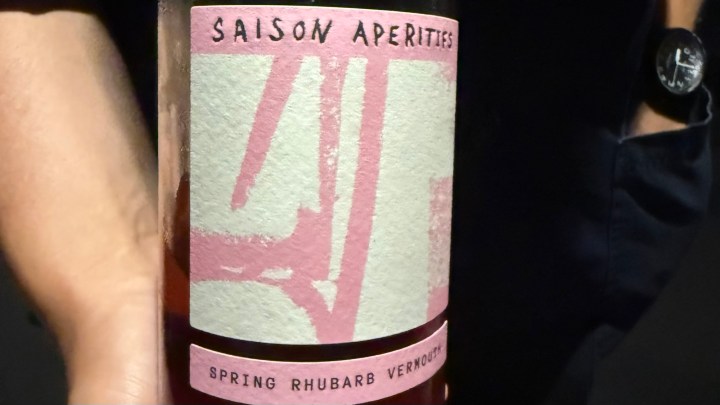 SAISON APERITIFS
SPRING RHUBARB VERMOUTH